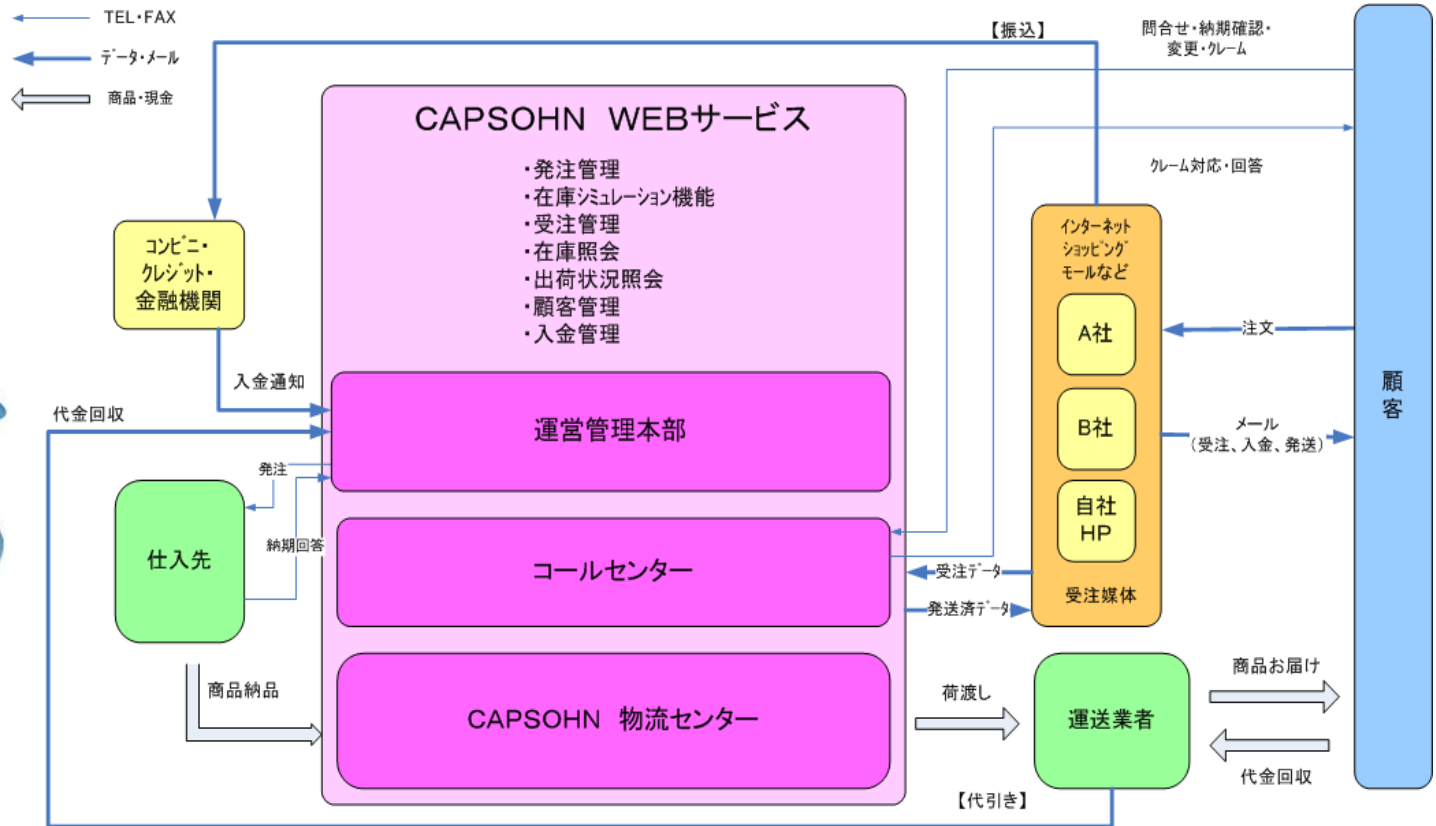 TEL・FAX
データ・メール
商品・現金
【振込】
問合せ・納期確認・
変更・クレーム
CAPSOHN WEBサービス
・発注管理
・在庫シミュレーション機能
・受注管理
・在庫照会
・出荷状況照会
・顧客管理
・入金管理
クレーム対応・回答
コンビニ・
クレジット・
金融機関
インターネット
ショッピング
モールなど
A社
B社
自社
HP
受注媒体
注文
メール
(受注、入金、発送)
顧客
入金通知
代金回収
運営管理本部
発注
納期回答
仕入先
コールセンター
受注データ
発送済データ
商品納品
CAPSOHN 物流センター
荷渡し
運送業者
商品お届け
代金回収
【代引き】